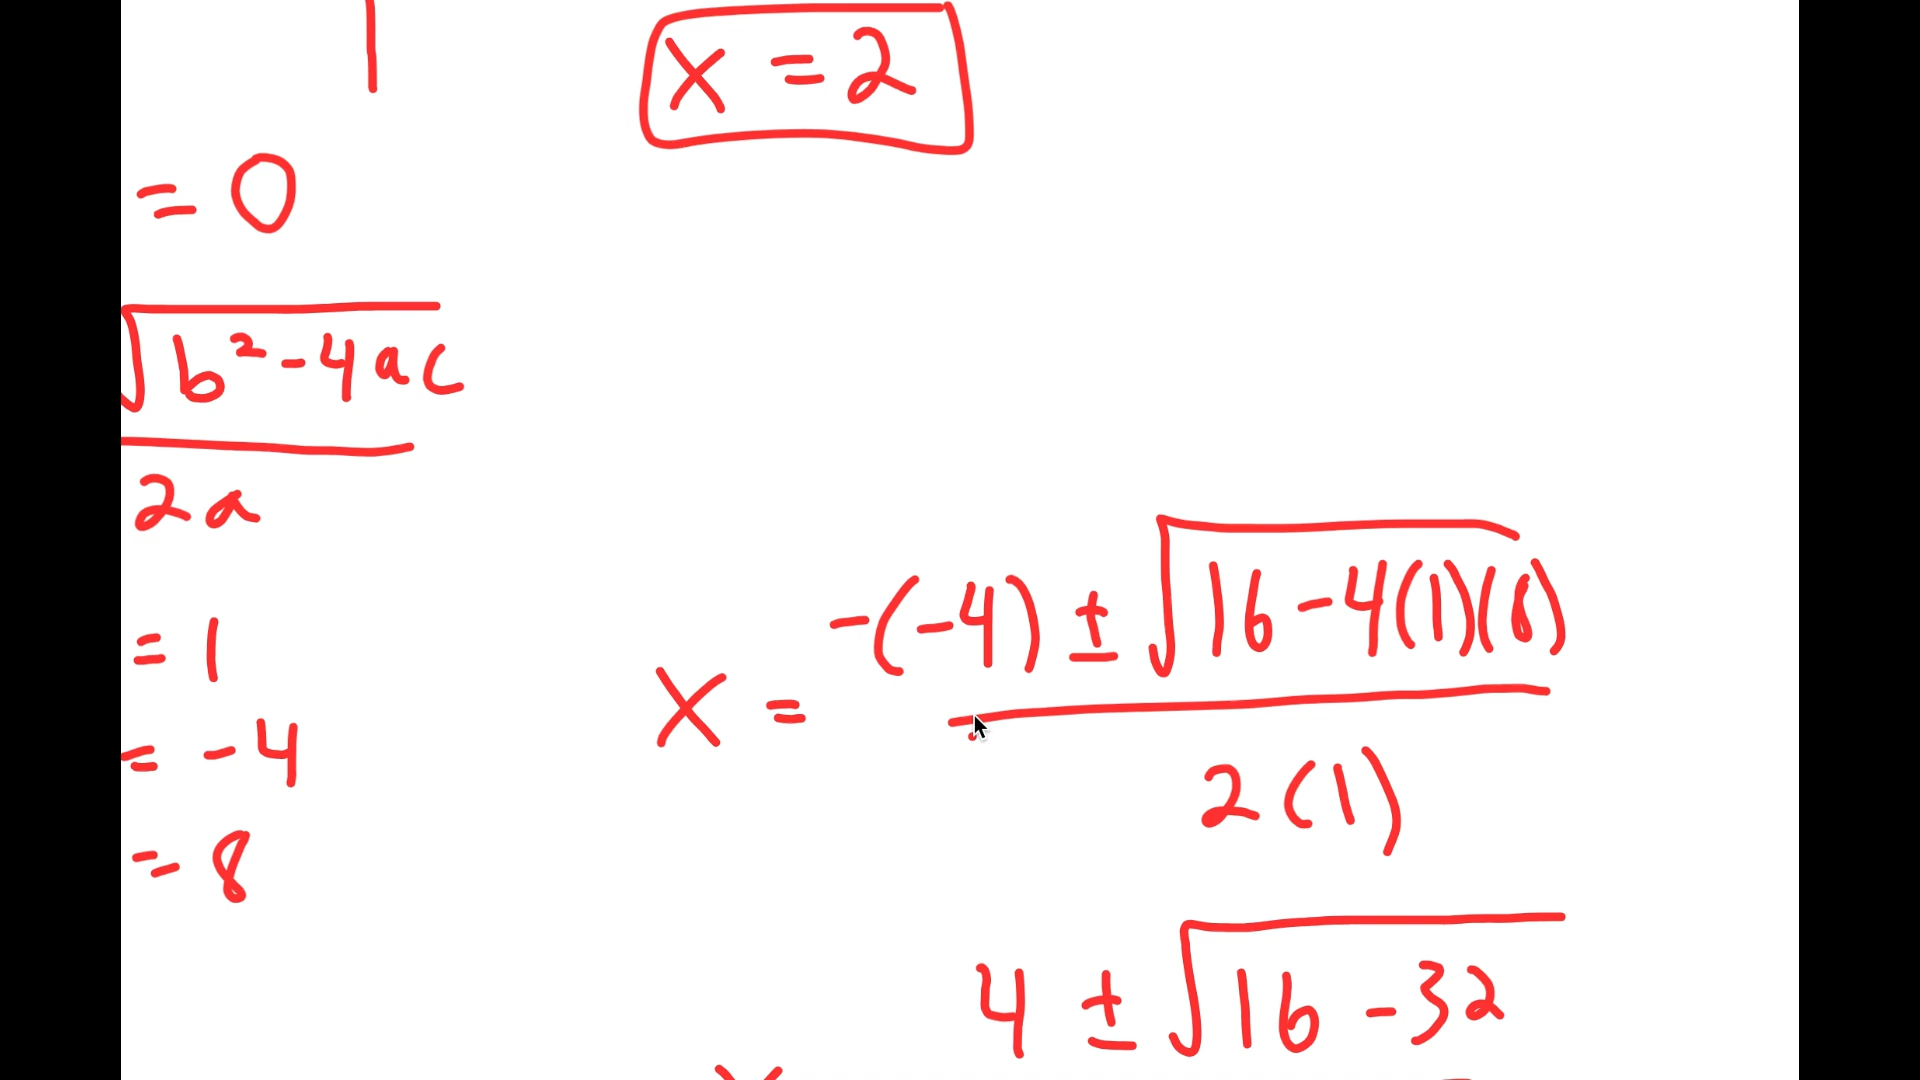 x = 2
= 0
√b² - 4ac
2a
= 1
= -4
= 8
x = -(-4) ± √16 - 4(1)(8)
2(1)
4 ± √16 - 32